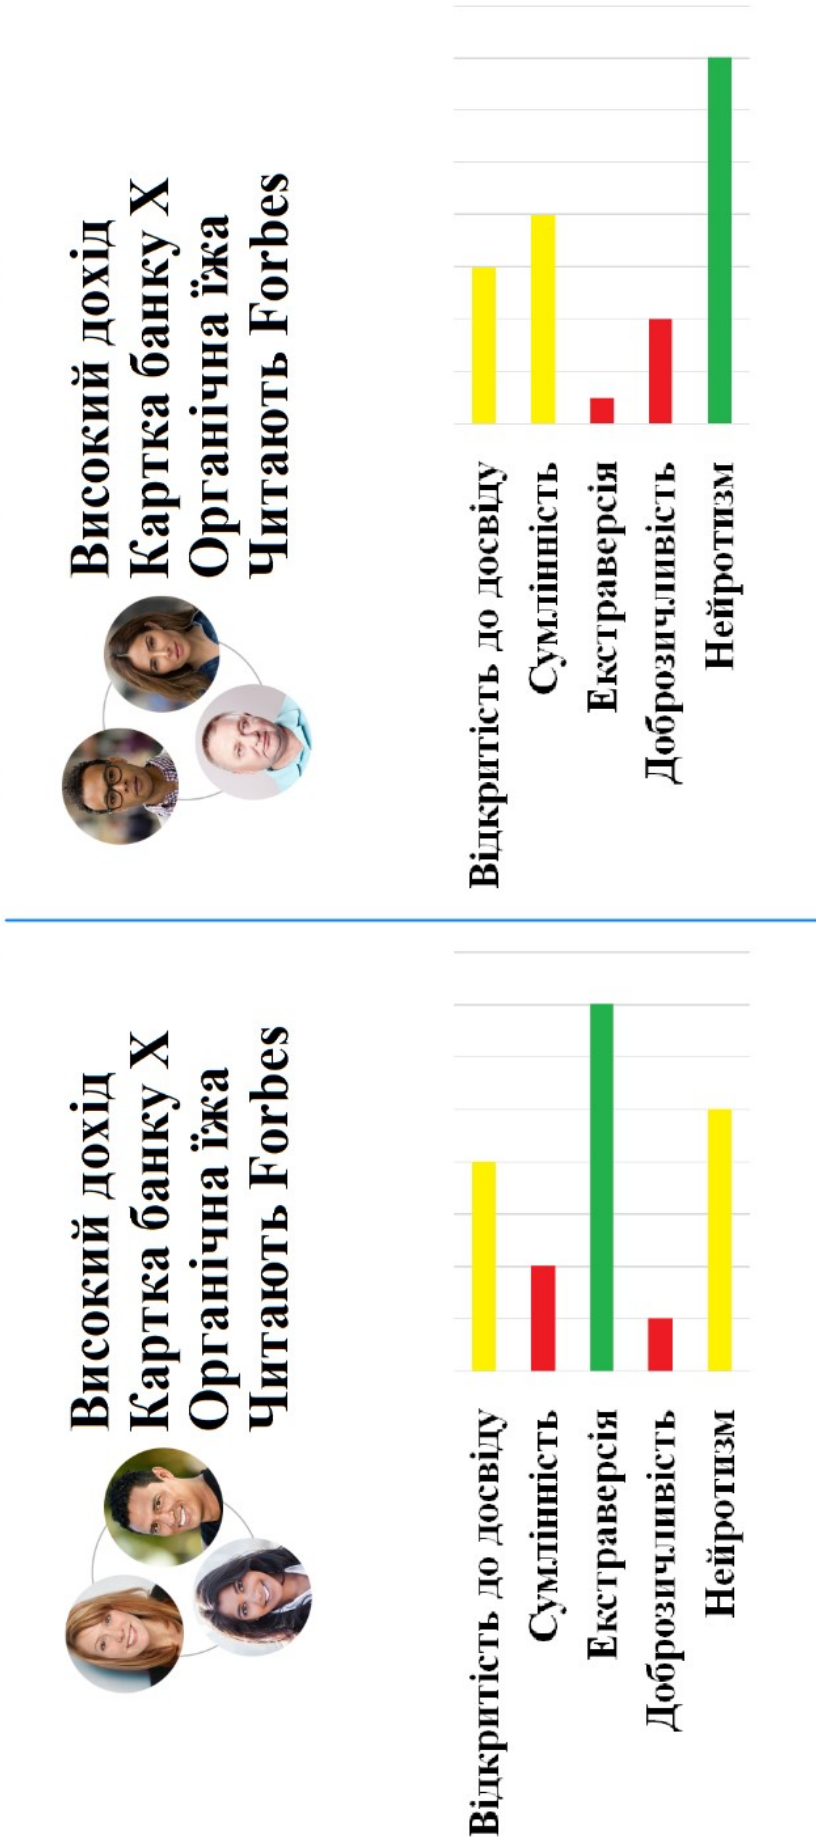 Високий дохід
Картка банку X
Органічна їжа
Читають Forbes
Відкритість до досвіду
Сумлінність
Екстраверсія
Доброзичливість
Нейротизм
Високий дохід
Картка банку X
Органічна їжа
Читають Forbes
Відкритість до досвіду
Сумлінність
Екстраверсія
Доброзичливість
Нейротизм